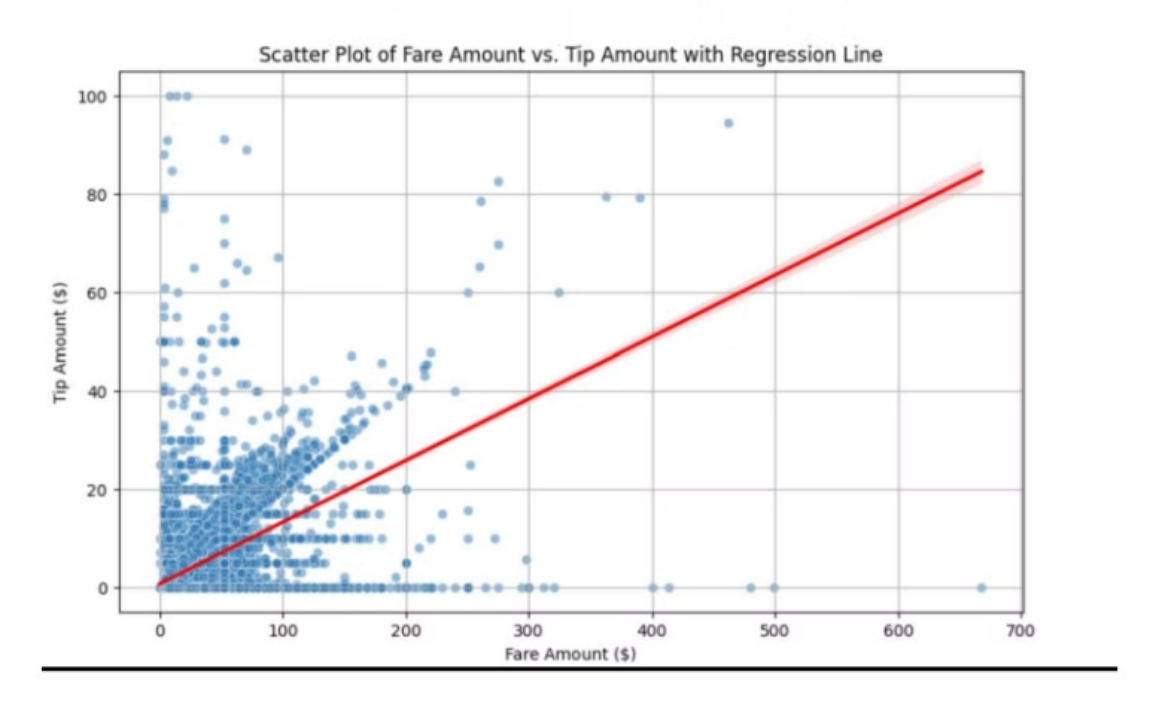 Scatter Plot of Fare Amount vs. Tip Amount with Regression Line
Tip Amount ($)
100
80
60
40
20
0
0 100 200 300 400 500 600 700
Fare Amount ($)